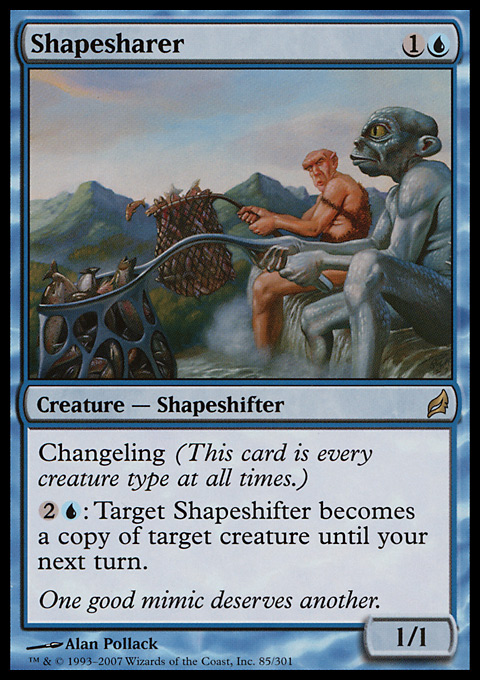 Shapesharer 1
Creature — Shapeshifter
Changeling (This card is every
creature type at all times.)
2 : Target Shapeshifter becomes
a copy of target creature until your
next turn.
One good mimic deserves another.
Alan Pollack
1/1
™ & © 1993–2007 Wizards of the Coast, Inc. 85/301